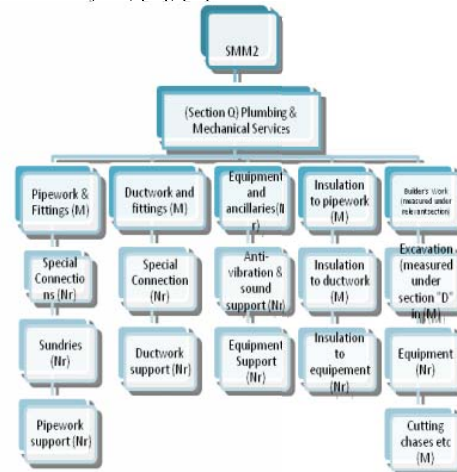 SMM2
(Section Q) Plumbing &
Mechanical Services
Pipework &
Fittings (M)
Special
Connectio
ns (Nr)
Sundries
(Nr)
Pipework
support (Nr)
Ductwork and
fittings (M)
Special
Connection
(Nr)
Ductwork
support (Nr)
Equipment
and
ancillaries(N
r)
Anti-
vibration &
sound
support (Nr)
Equipment
Support (Nr)
Insulation
to pipework
(M)
Insulation
to ductwork
(M)
Insulation
to
equipement
(Nr)
Builder's Work
(measured under
relevant section)
Excavation
(measured
under
section "D"
in (M)
Equipment
(Nr)
Cutting
chases etc
(M)